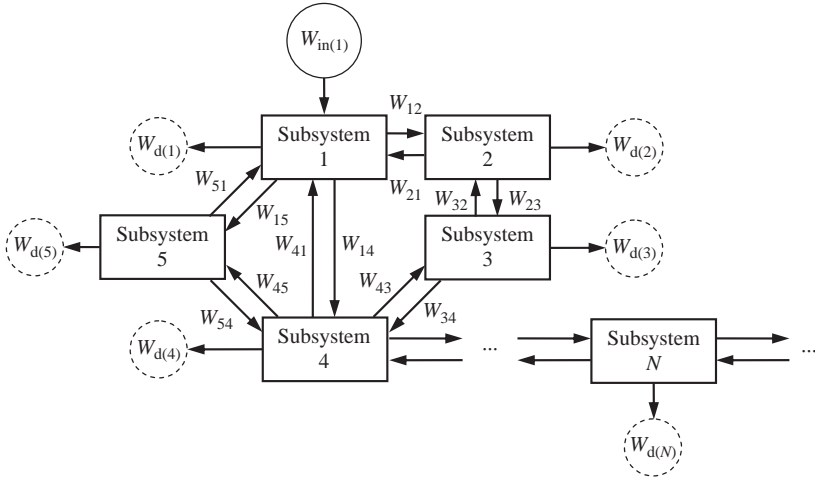 W_in(1)
W_12
W_d(1)
Subsystem
1
Subsystem
2
W_d(2)
W_51
W_21
W_15
W_32
W_23
W_d(5)
Subsystem
5
W_41
W_14
Subsystem
3
W_d(3)
W_45
W_43
W_54
W_34
W_d(4)
Subsystem
4
...
Subsystem
N
...
W_d(N)